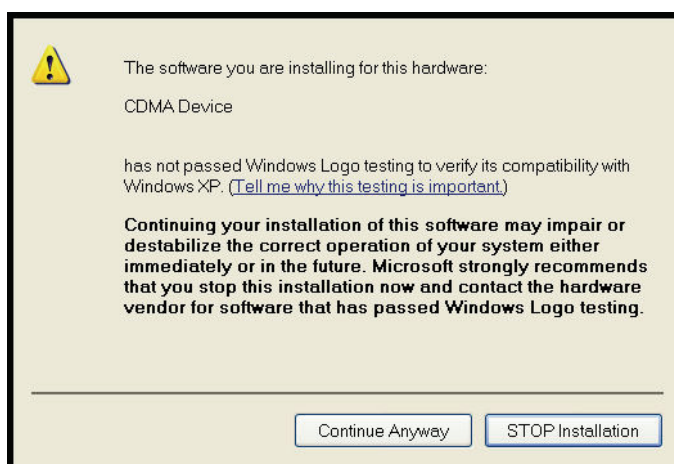 The software you are installing for this hardware:
CDMA Device
has not passed Windows Logo testing to verify its compatibility with
Windows XP. (Tell me why this testing is important.)
Continuing your installation of this software may impair or
destabilize the correct operation of your system either
immediately or in the future. Microsoft strongly recommends
that you stop this installation now and contact the hardware
vendor for software that has passed Windows Logo testing.
Continue Anyway STOP Installation